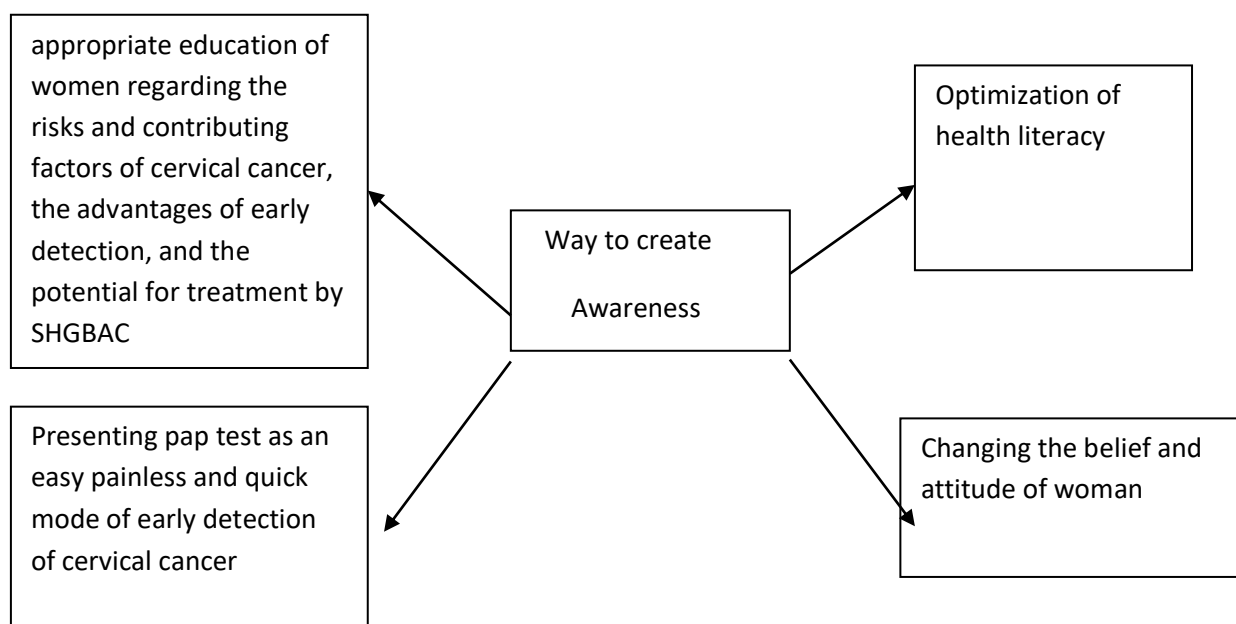 appropriate education of
women regarding the
risks and contributing
factors of cervical cancer,
the advantages of early
detection, and the
potential for treatment by
SHGBAC
Optimization of
health literacy
Way to create
Awareness
Presenting pap test as an
easy painless and quick
mode of early detection
of cervical cancer
Changing the belief and
attitude of woman